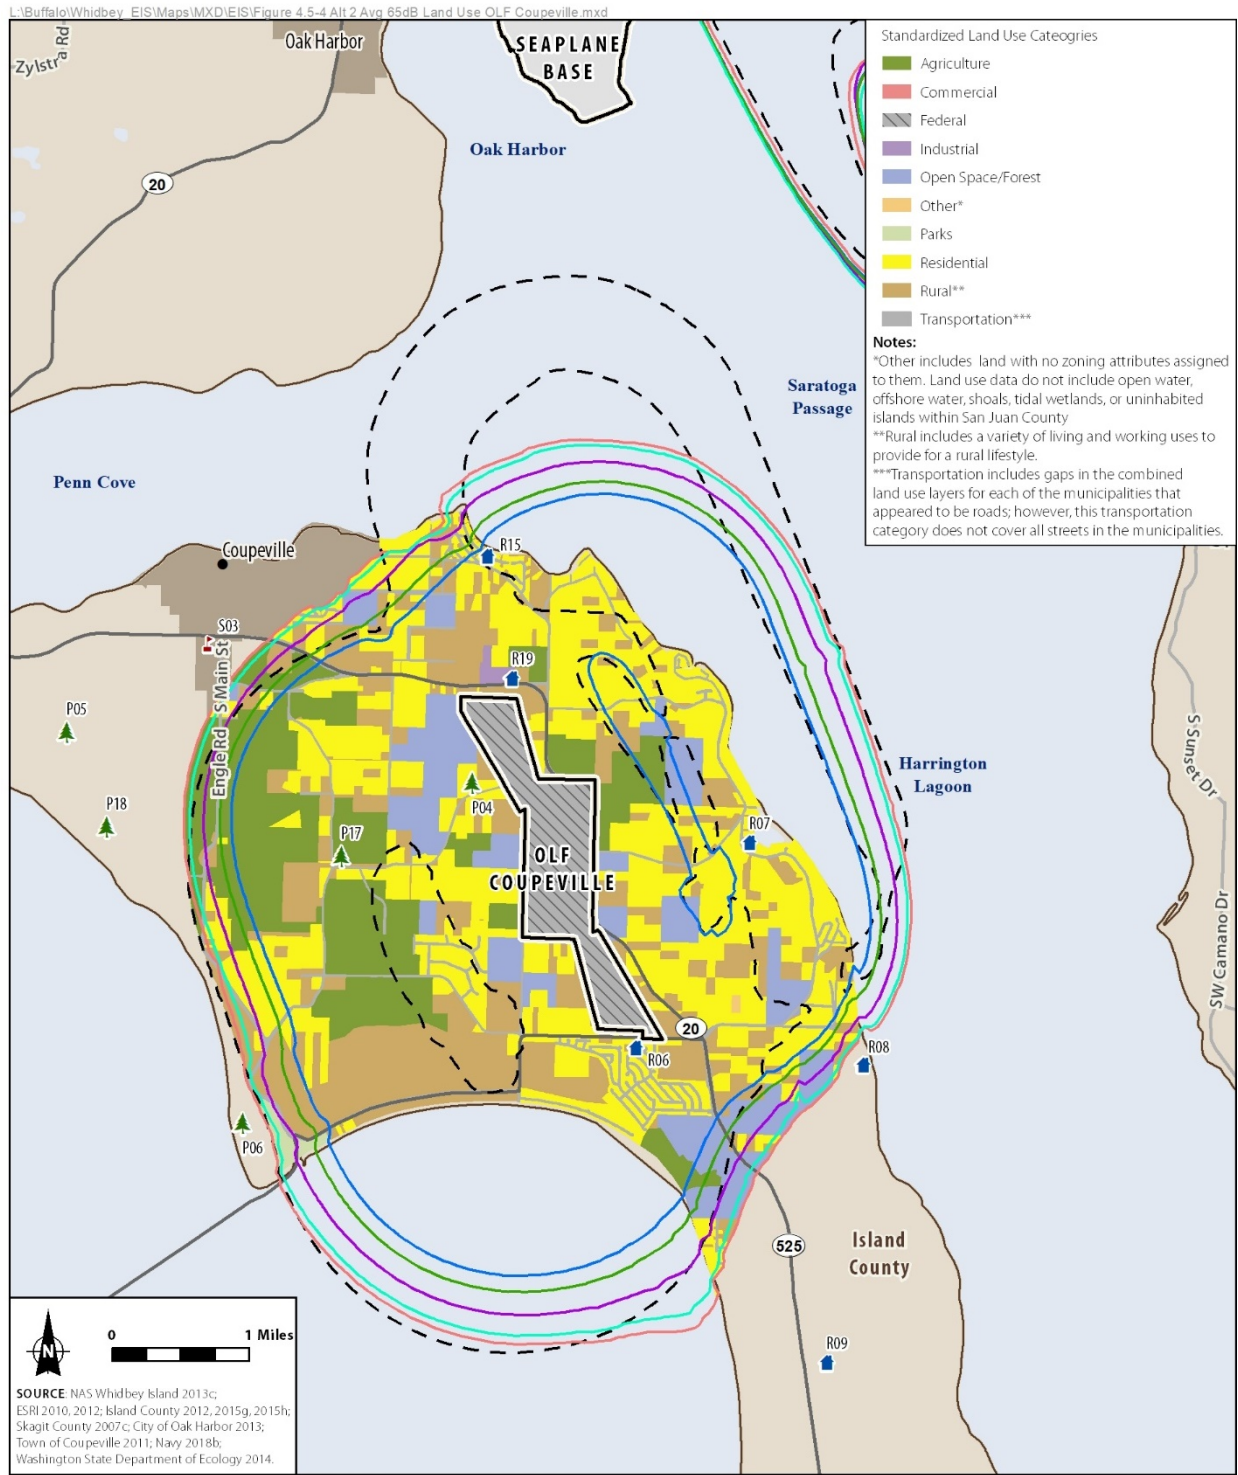 L:\Buffalo\Whidbey_EIS\Maps\MXD\EIS\Figure 4.5-4 Alt 2 Avg 65dB Land Use OLF Coupeville.mxd
Zylstra Rd
Oak Harbor
SEAPLANE
BASE
Oak Harbor
20
Standardized Land Use Cateogries
Agriculture
Commercial
Federal
Industrial
Open Space/Forest
Other*
Parks
Residential
Rural**
Transportation***
Notes:
*Other includes land with no zoning attributes assigned
to them. Land use data do not include open water,
offshore water, shoals, tidal wetlands, or uninhabited
islands within San Juan County
**Rural includes a variety of living and working uses to
provide for a rural lifestyle.
***Transportation includes gaps in the combined
land use layers for each of the municipalities that
appeared to be roads; however, this transportation
category does not cover all streets in the municipalities.
Saratoga
Passage
Penn Cove
Coupeville
R15
S03
S Main St
Engle Rd
R19
P05
P18
P04
P17
R07
Harrington
Lagoon
OLF
COUPEVILLE
Sunset Dr
SW Camano Dr
20
R06
R08
P06
525
Island
County
R09
N
0
1 Miles
SOURCE: NAS Whidbey Island 2013c;
ESRI 2010, 2012; Island County 2012, 2015g, 2015h;
Skagit County 2007c; City of Oak Harbor 2013;
Town of Coupeville 2011; Navy 2018b;
Washington State Department of Ecology 2014.